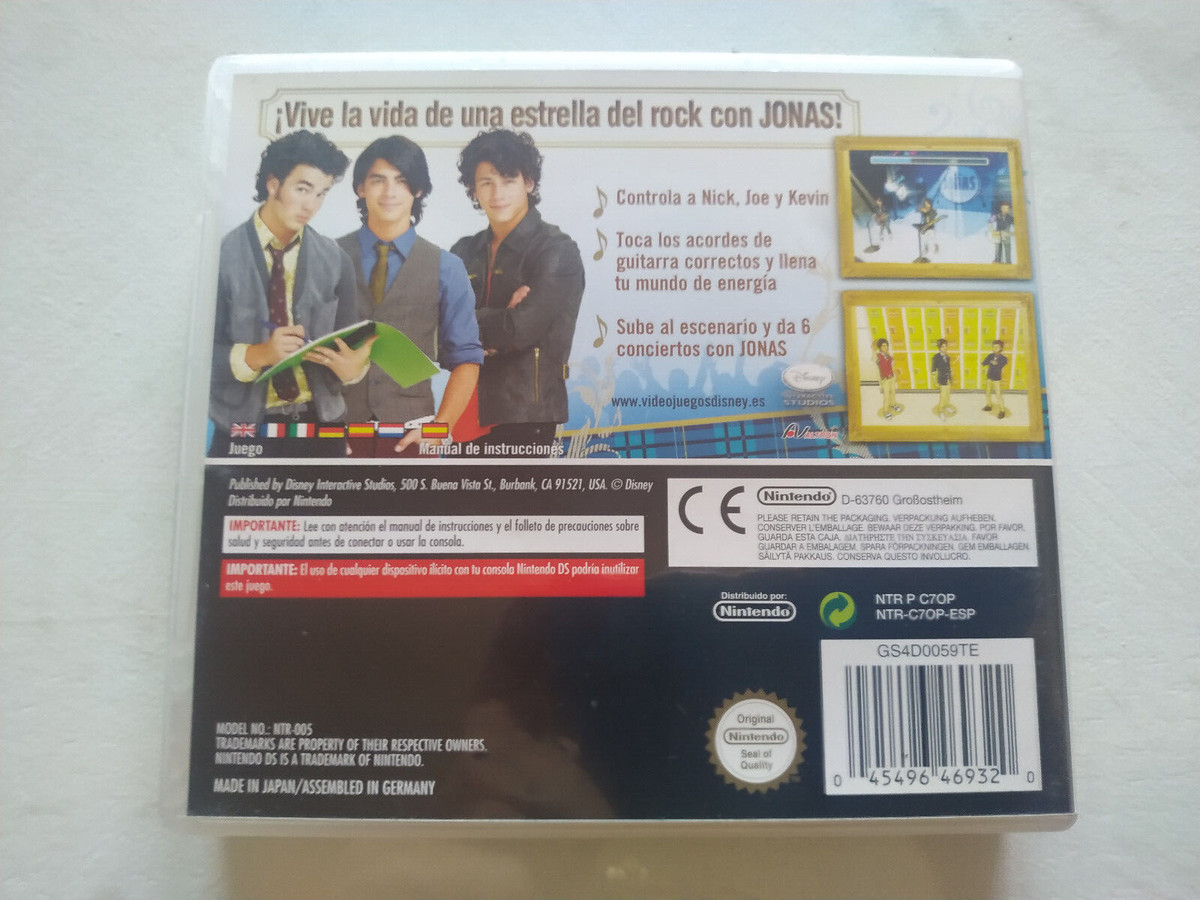 ¡Vive la vida de una estrella del rock con JONAS!
Controla a Nick, Joe y Kevin
Toca los acordes de
guitarra correctos y llena
tu mundo de energía
Sube al escenario y da 6
conciertos con JONAS
www.videojuegosdisney.es
Disney
INTERACTIVE
STUDIOS
Juego
Manual de instrucciones
Published by Disney Interactive Studios, 500 S. Buena Vista St., Burbank, CA 91521, USA. © Disney
Distribuido por Nintendo
IMPORTANTE: Lee con atención el manual de instrucciones y el folleto de precauciones sobre
salud y seguridad antes de conectar o usar la consola.
IMPORTANTE: El uso de cualquier dispositivo ilícito con tu consola Nintendo DS podría inutilizar
este juego.
CE
Nintendo D-63760 Großostheim
PLEASE RETAIN THE PACKAGING. VERPACKUNG AUFHEBEN.
CONSERVER L'EMBALLAGE. BEWAAR DEZE VERPAKKING. POR FAVOR,
GUARDA ESTA CAJA. ΔΙΑΤΗΡΗΣΤΕ ΤΗΝ ΣΥΣΚΕΥΑΣΙΑ. FAVOR
GUARDAR A EMBALAGEM. SPARA FÖRPACKNINGEN. GEM EMBALLAGEN.
SÄILYTÄ PAKKAUS. CONSERVA QUESTO INVOLUCRO.
Distribuido por:
Nintendo
NTR P C7OP
NTR-C7OP-ESP
GS4D0059TE
0 45496 46932 0
Original
Nintendo
Seal of
Quality
MODEL NO.: NTR-005
TRADEMARKS ARE PROPERTY OF THEIR RESPECTIVE OWNERS.
NINTENDO DS IS A TRADEMARK OF NINTENDO.
MADE IN JAPAN/ASSEMBLED IN GERMANY